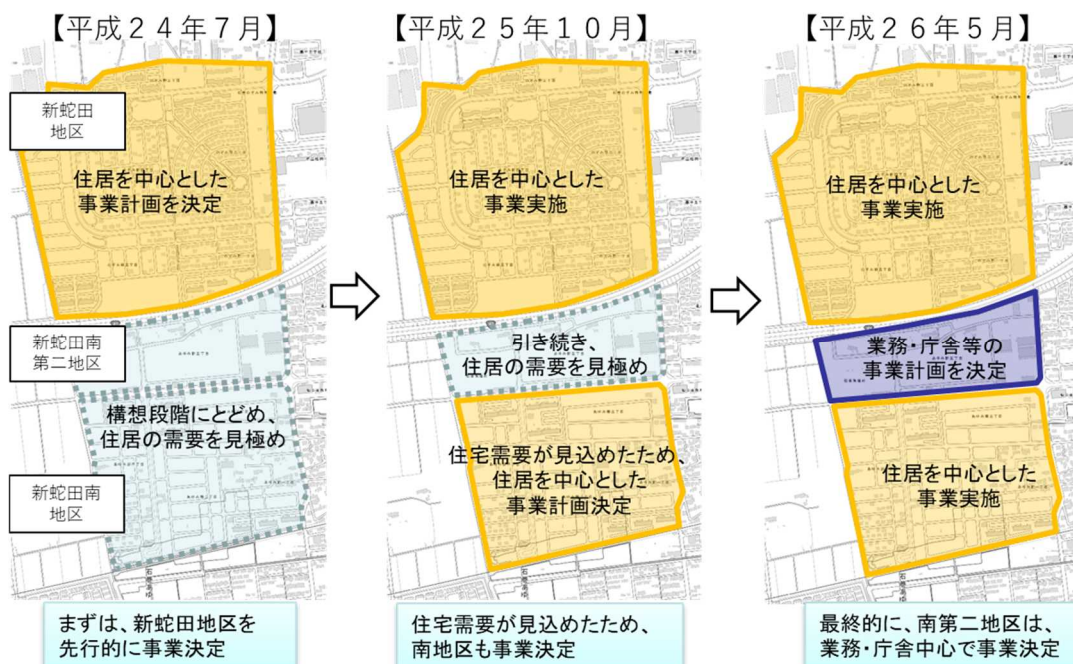 【平成２４年７月】
新蛇田
地区
住居を中心とした
事業計画を決定
新蛇田南
第二地区
構想段階にとどめ、
住居の需要を見極め
新蛇田南
地区
まずは、新蛇田地区を
先行的に事業決定
【平成２５年１０月】
住居を中心とした
事業実施
引き続き、
住居の需要を見極め
住宅需要が見込めたため、
住居を中心とした
事業計画決定
住宅需要が見込めたため、
南地区も事業決定
【平成２６年５月】
住居を中心とした
事業実施
業務・庁舎等の
事業計画を決定
住居を中心とした
事業実施
最終的に、南第二地区は、
業務・庁舎中心で事業決定